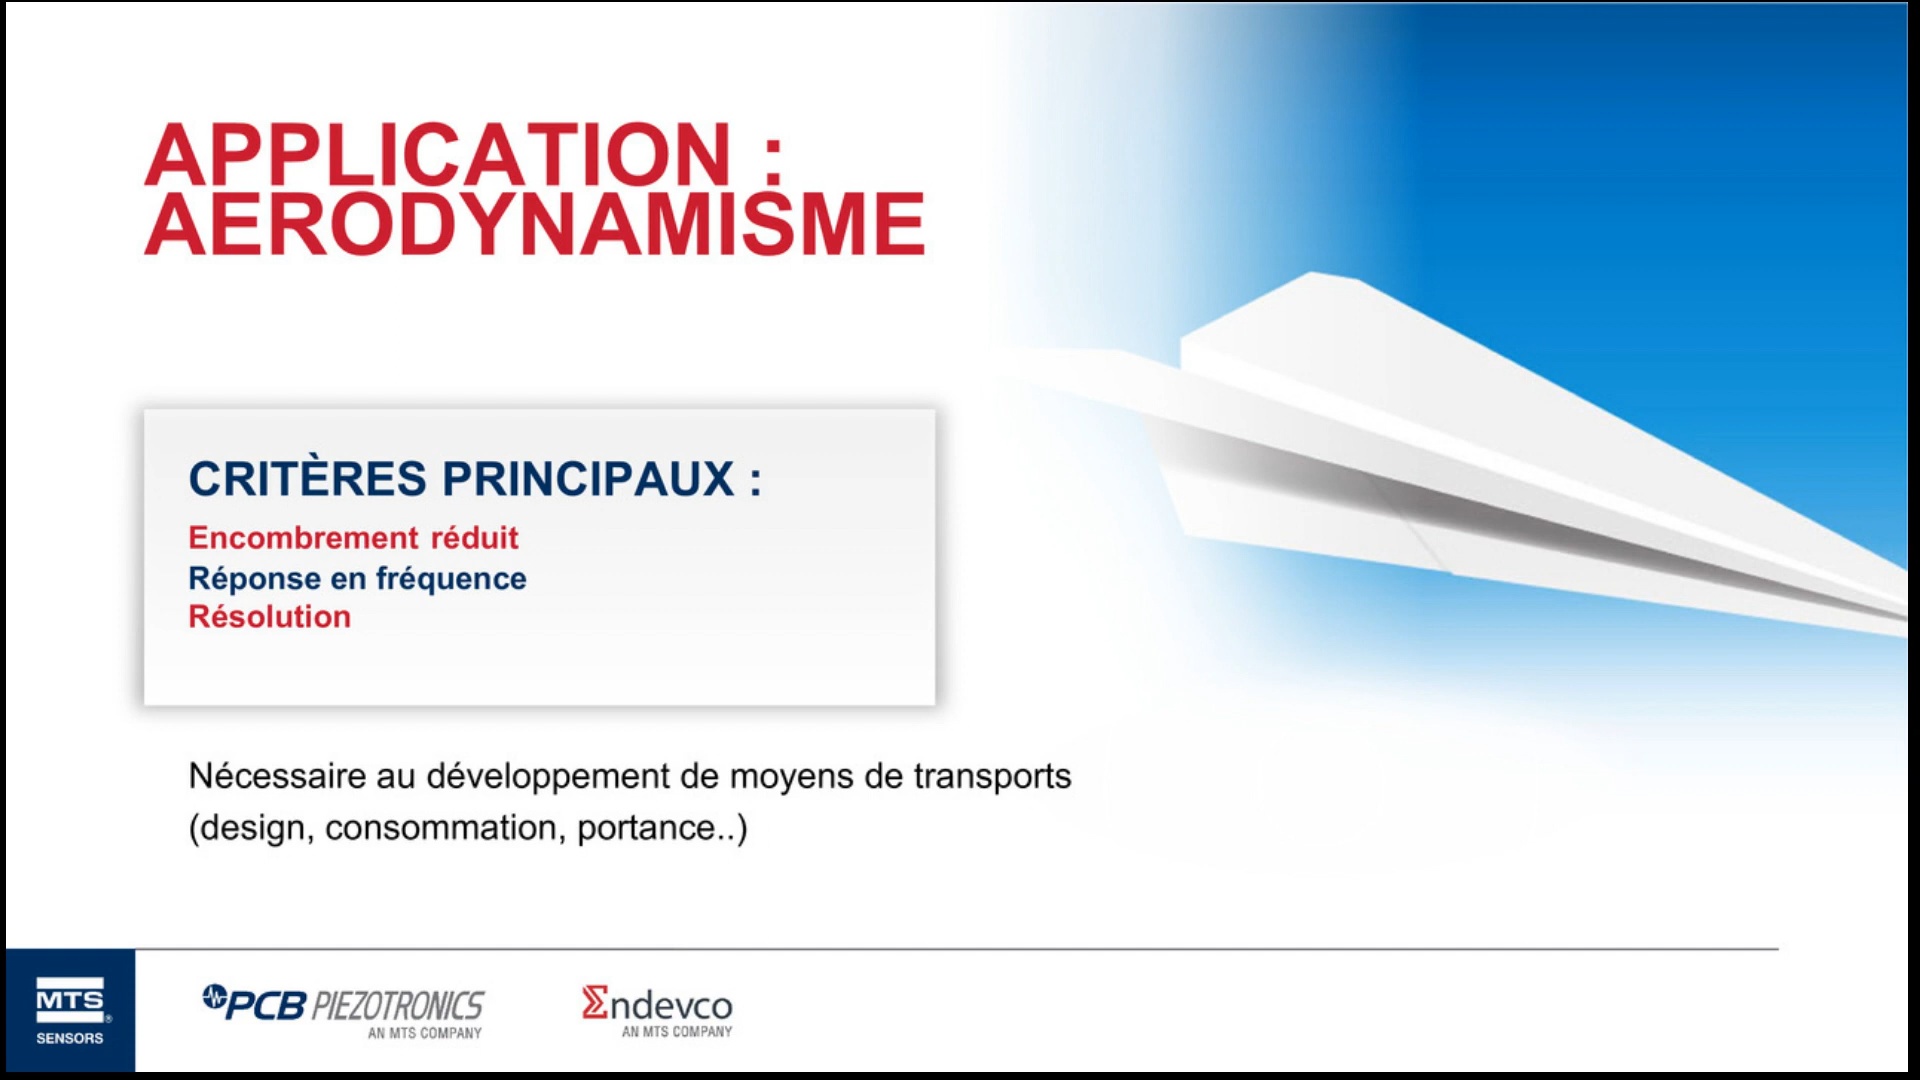 APPLICATION :
AERODYNAMISME
CRITÈRES PRINCIPAUX :
Encombrement réduit
Réponse en fréquence
Résolution
Nécessaire au développement de moyens de transports
(design, consommation, portance..)
MTS®
SENSORS
PCB PIEZOTRONICS
AN MTS COMPANY
Endevco
AN MTS COMPANY